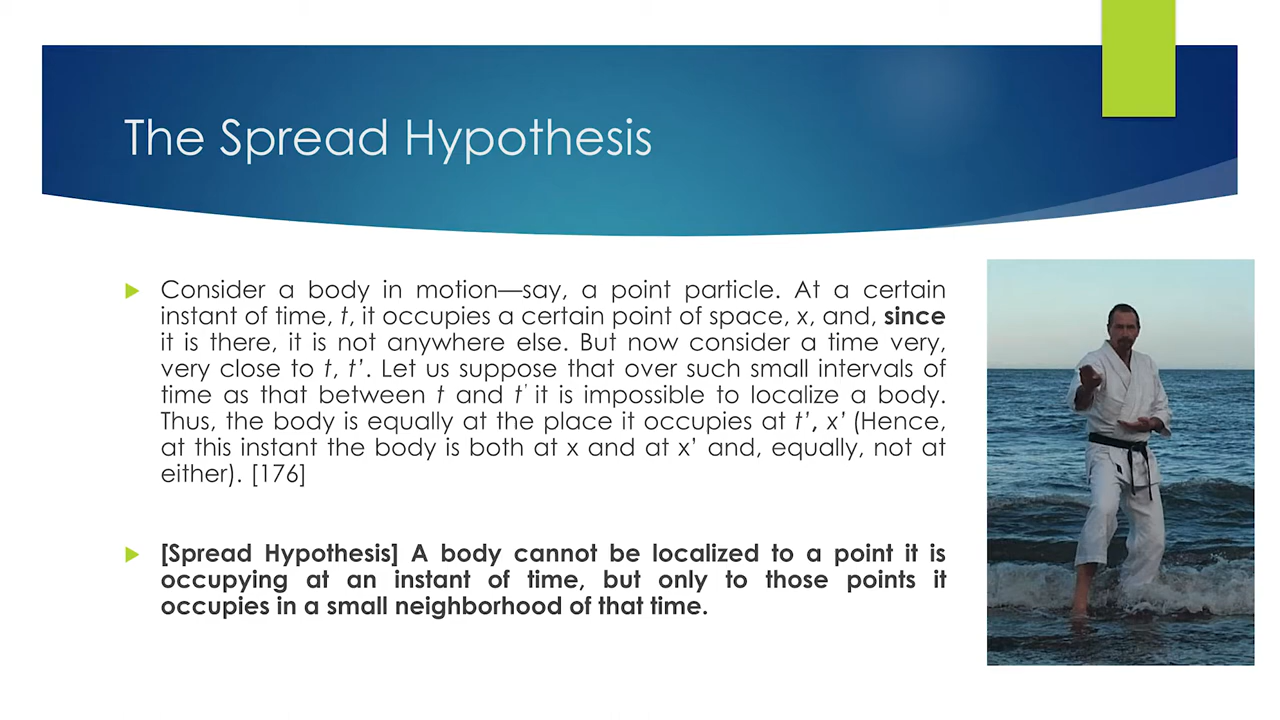 The Spread Hypothesis
Consider a body in motion—say, a point particle. At a certain
instant of time, t, it occupies a certain point of space, x, and, since
it is there, it is not anywhere else. But now consider a time very,
very close to t, t’. Let us suppose that over such small intervals of
time as that between t and t' it is impossible to localize a body.
Thus, the body is equally at the place it occupies at t’, x’ (Hence,
at this instant the body is both at x and at x’ and, equally, not at
either). [176]
[Spread Hypothesis] A body cannot be localized to a point it is
occupying at an instant of time, but only to those points it
occupies in a small neighborhood of that time.